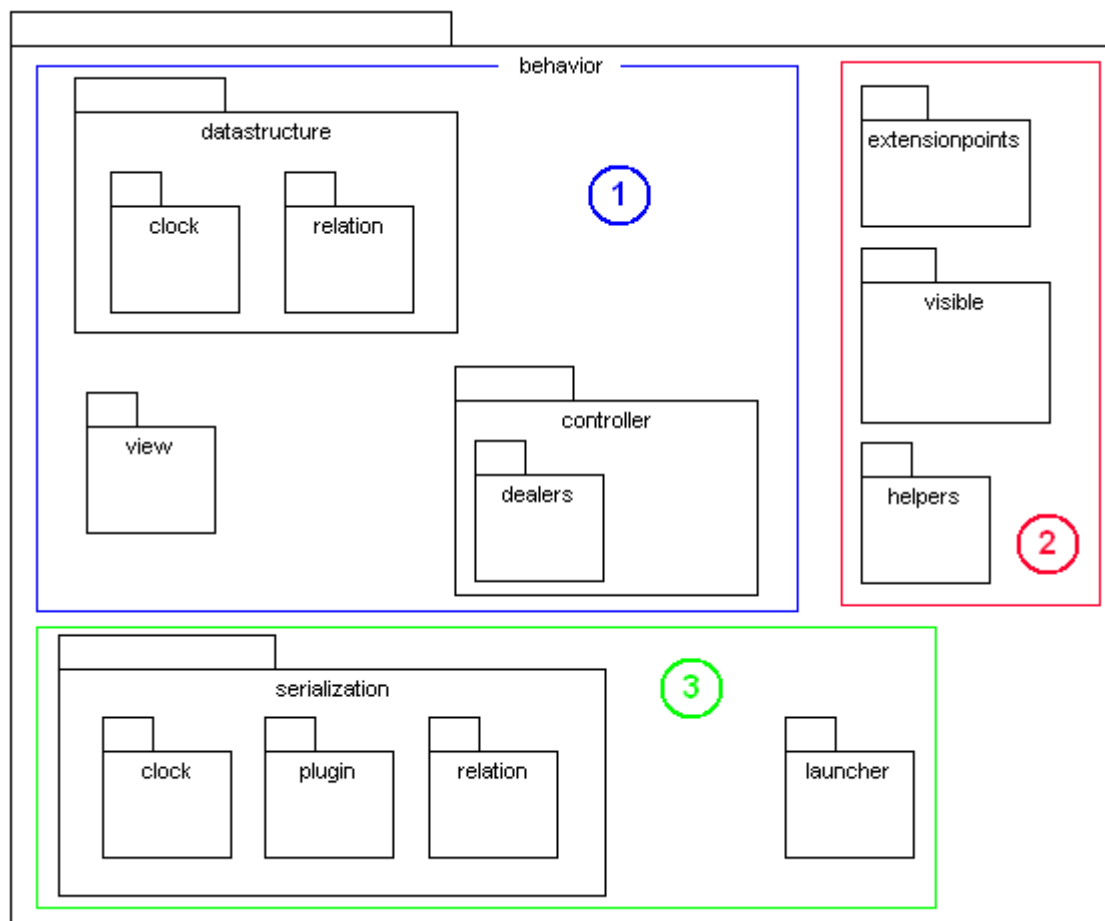 behavior
datastructure
clock
relation
1
view
controller
dealers
extensionpoints
visible
helpers
2
serialization
clock
plugin
relation
3
launcher